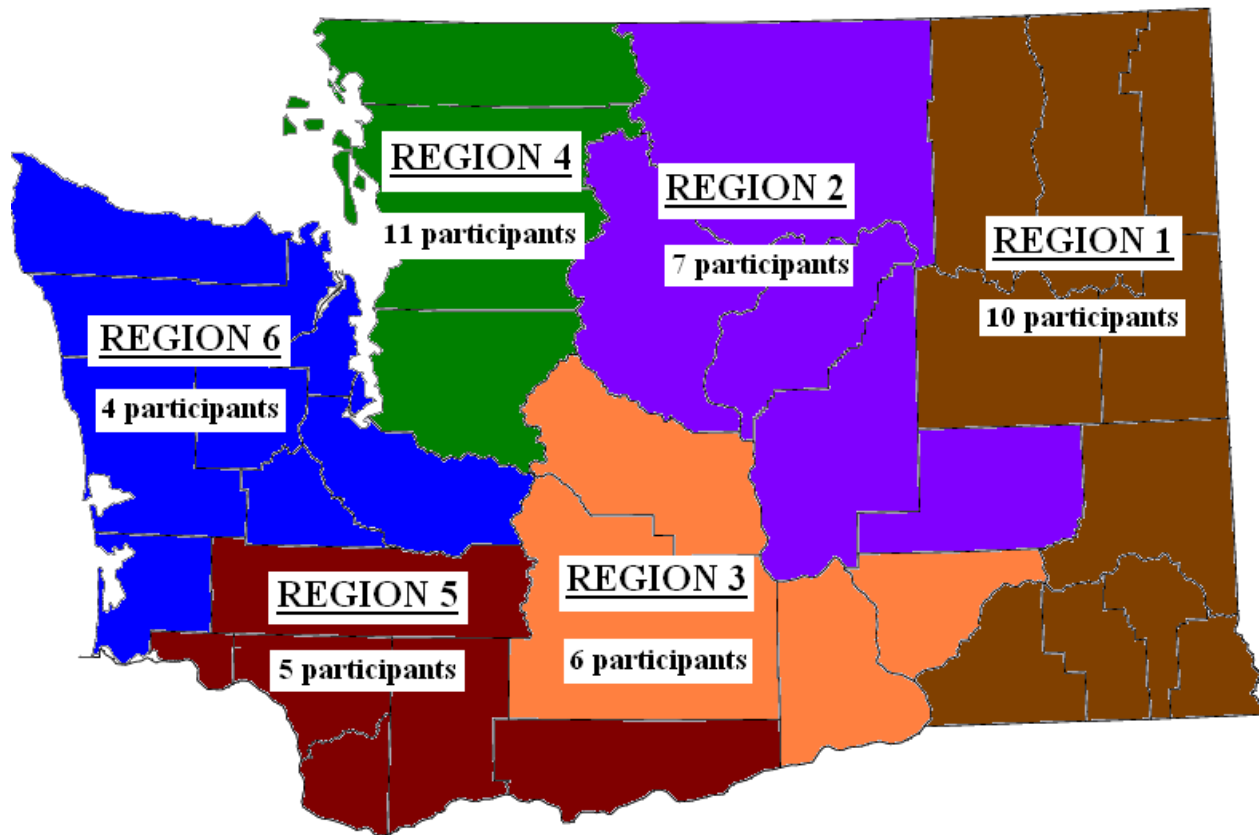 REGION 4
11 participants
REGION 2
7 participants
REGION 1
10 participants
REGION 6
4 participants
REGION 3
6 participants
REGION 5
5 participants